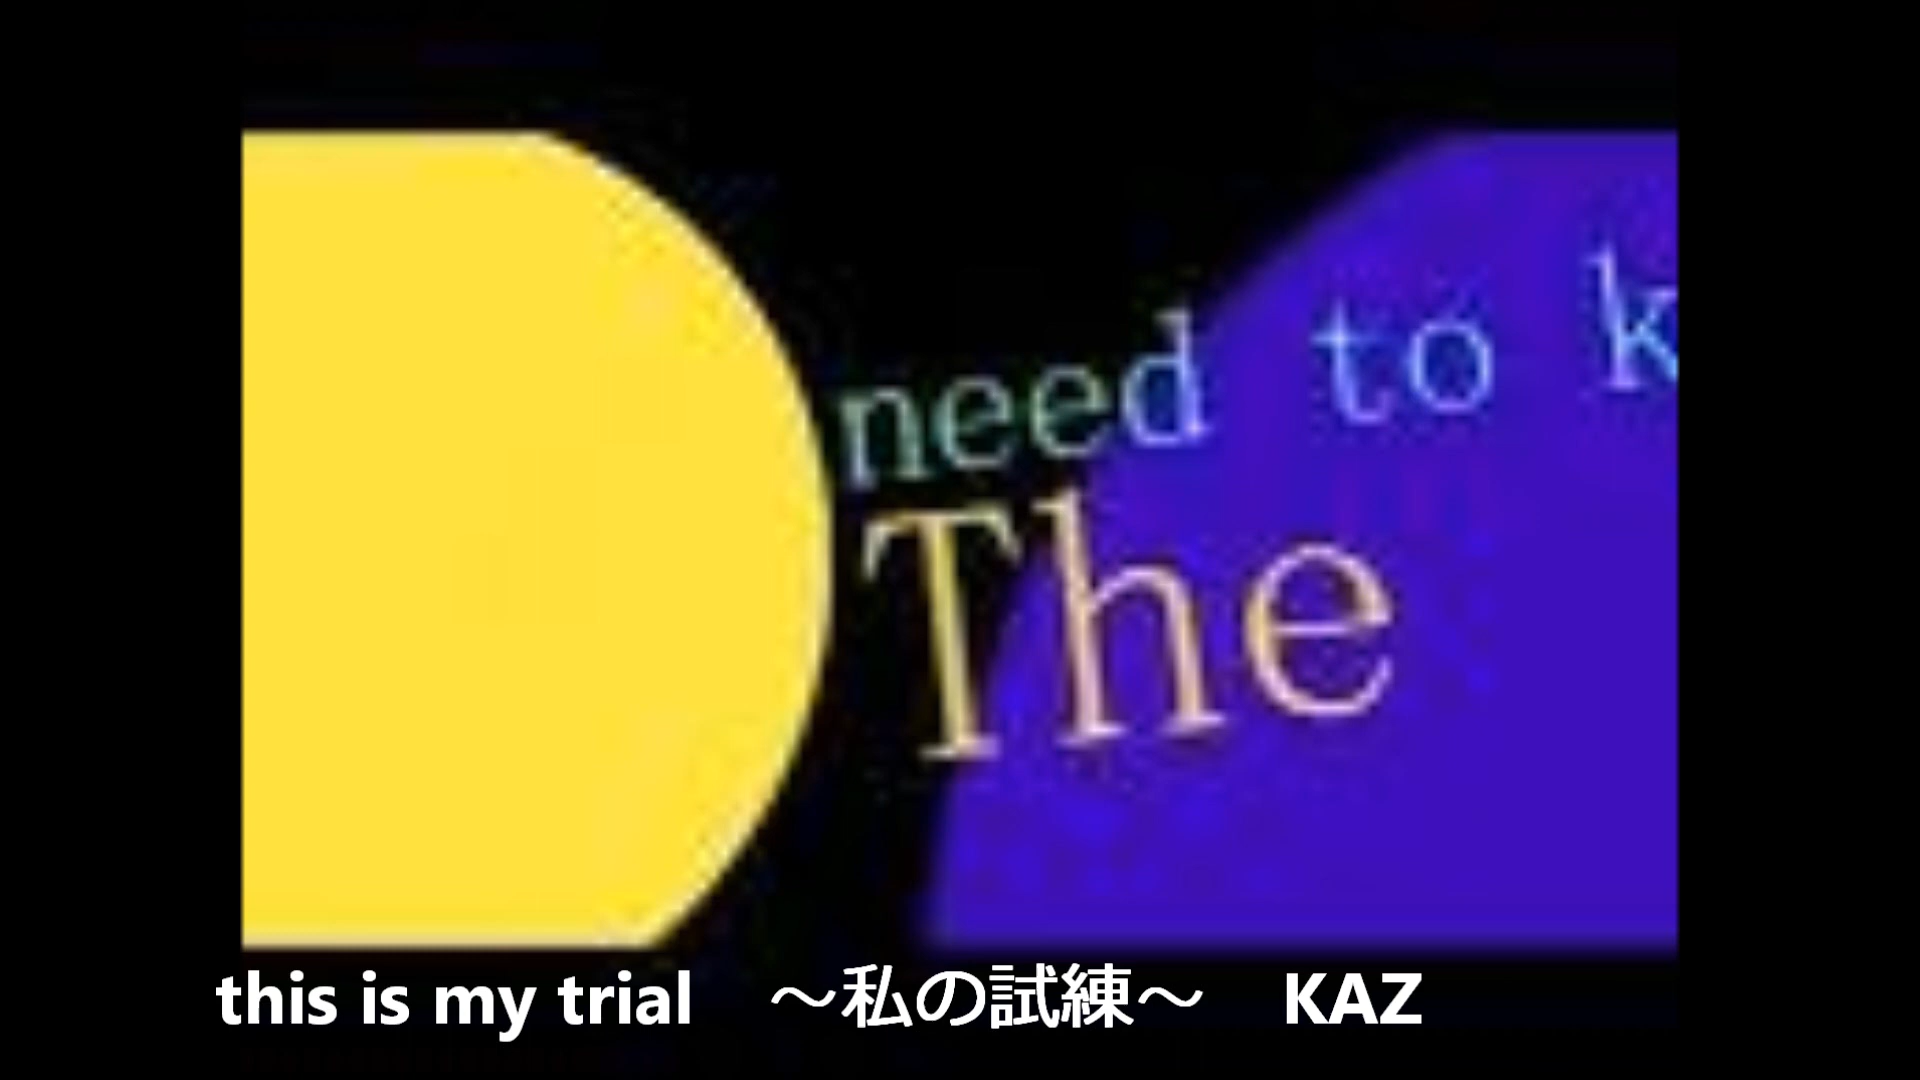 need to k
The
this is my trial　～私の試練～　KAZ